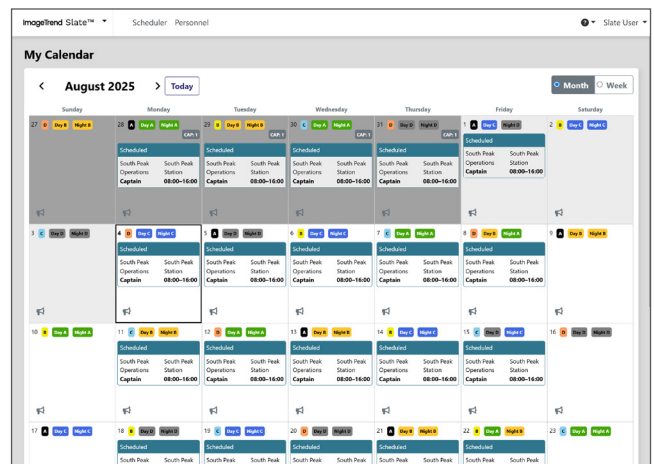 ImageTrend Slate™ Scheduler Personnel ? Slate User
My Calendar
< August 2025 > Today Month Week
Sunday Monday Tuesday Wednesday Thursday Friday Saturday
27 D Day B Night B 28 A Day A Night A 29 B Day B Night B 30 C Day A Night A 31 D Day D Night D 1 A Day C Night D 2 B Day C Night C
CAP: 1 CAP: 1 CAP: 1 CAP: 1
Scheduled Scheduled Scheduled Scheduled Scheduled
South Peak South Peak South Peak South Peak South Peak South Peak South Peak South Peak South Peak South Peak
Operations Station Operations Station Operations Station Operations Station Operations Station
Captain 08:00–16:00 Captain 08:00–16:00 Captain 08:00–16:00 Captain 08:00–16:00 Captain 08:00–16:00
3 C Day D Night D 4 D Day C Night C 5 A Day D Night D 6 B Day C Night C 7 C Day A Night A 8 D Day B Night A 9 A Day B Night B
Scheduled Scheduled Scheduled Scheduled Scheduled
South Peak South Peak South Peak South Peak South Peak South Peak South Peak South Peak South Peak South Peak
Operations Station Operations Station Operations Station Operations Station Operations Station
Captain 08:00–16:00 Captain 08:00–16:00 Captain 08:00–16:00 Captain 08:00–16:00 Captain 08:00–16:00
10 B Day A Night A 11 C Day B Night B 12 D Day A Night A 13 A Day B Night B 14 B Day C Night C 15 C Day D Night C 16 D Day D Night D
Scheduled Scheduled Scheduled Scheduled Scheduled
South Peak South Peak South Peak South Peak South Peak South Peak South Peak South Peak South Peak South Peak
Operations Station Operations Station Operations Station Operations Station Operations Station
Captain 08:00–16:00 Captain 08:00–16:00 Captain 08:00–16:00 Captain 08:00–16:00 Captain 08:00–16:00
17 A Day C Night C 18 B Day D Night D 19 C Day C Night C 20 D Day D Night D 21 A Day B Night B 22 B Day A Night B 23 C Day A Night A
Scheduled Scheduled Scheduled Scheduled Scheduled
South Peak South Peak South Peak South Peak South Peak South Peak South Peak South Peak South Peak South Peak